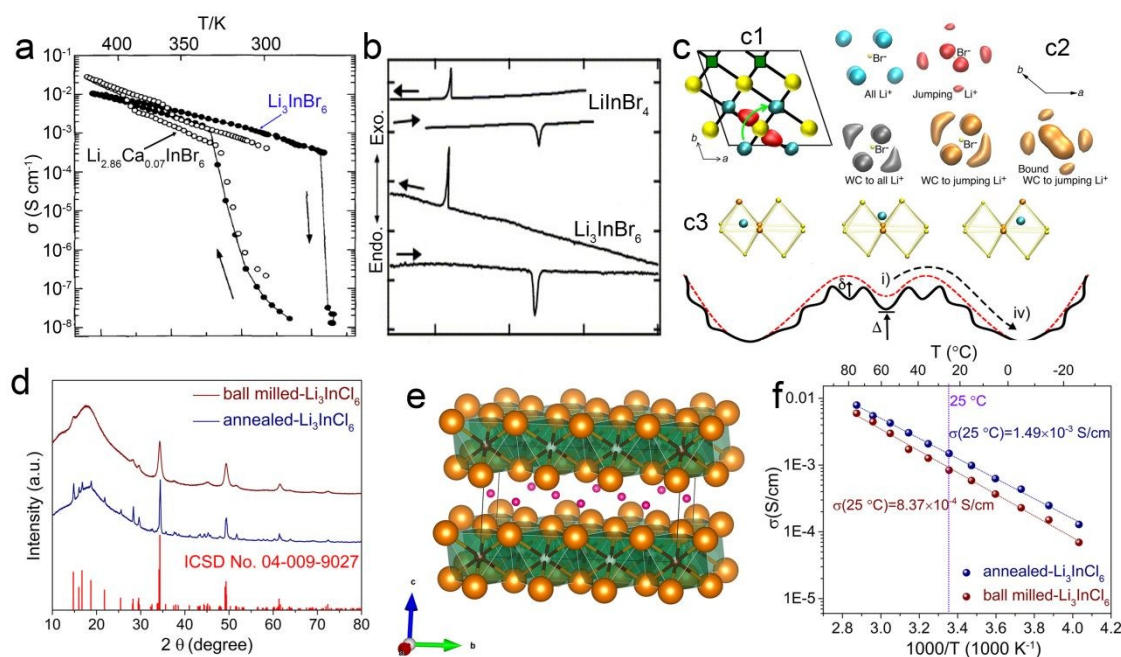 a
T/K
400 350 300
10⁻¹
10⁻²
10⁻³
10⁻⁴
10⁻⁵
10⁻⁶
10⁻⁷
10⁻⁸
σ (S cm⁻¹)
Li₃InBr₆
Li₂.₈₆Ca₀.₀₇InBr₆
b
Endo. Exo.
LiInBr₄
Li₃InBr₆
c
c1
b
a
c2
Br⁻
Br⁻
All Li⁺
Jumping Li⁺
b
a
Br⁻
Br⁻
Bound
WC to all Li⁺
WC to jumping Li⁺
WC to jumping Li⁺
c3
δ
i)
Δ
iv)
d
Intensity (a.u.)
ball milled-Li₃InCl₆
annealed-Li₃InCl₆
ICSD No. 04-009-9027
10 20 30 40 50 60 70 80
2 θ (degree)
e
c
b
f
T (°C)
80 60 40 20 0 -20
0.01
1E-3
1E-4
1E-5
σ(S/cm)
25 °C
σ(25 °C)=1.49×10⁻³ S/cm
σ(25 °C)=8.37×10⁻⁴ S/cm
annealed-Li₃InCl₆
ball milled-Li₃InCl₆
2.8 3.0 3.2 3.4 3.6 3.8 4.0 4.2
1000/T (1000 K⁻¹)